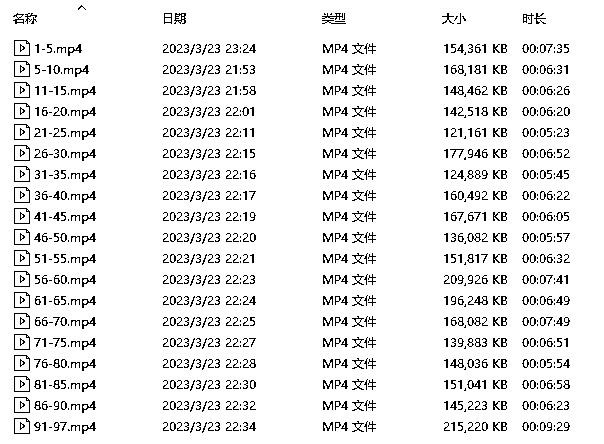 名称 日期 类型 大小 时长
1-5.mp4 2023/3/23 23:24 MP4 文件 154,361 KB 00:07:35
5-10.mp4 2023/3/23 21:53 MP4 文件 168,181 KB 00:06:31
11-15.mp4 2023/3/23 21:58 MP4 文件 148,462 KB 00:06:26
16-20.mp4 2023/3/23 22:01 MP4 文件 142,518 KB 00:06:20
21-25.mp4 2023/3/23 22:11 MP4 文件 121,161 KB 00:05:23
26-30.mp4 2023/3/23 22:15 MP4 文件 177,946 KB 00:06:52
31-35.mp4 2023/3/23 22:16 MP4 文件 124,889 KB 00:05:45
36-40.mp4 2023/3/23 22:17 MP4 文件 160,492 KB 00:06:22
41-45.mp4 2023/3/23 22:19 MP4 文件 167,671 KB 00:06:05
46-50.mp4 2023/3/23 22:20 MP4 文件 136,082 KB 00:05:57
51-55.mp4 2023/3/23 22:21 MP4 文件 151,817 KB 00:06:32
56-60.mp4 2023/3/23 22:23 MP4 文件 209,926 KB 00:07:41
61-65.mp4 2023/3/23 22:24 MP4 文件 196,248 KB 00:06:49
66-70.mp4 2023/3/23 22:25 MP4 文件 168,082 KB 00:07:49
71-75.mp4 2023/3/23 22:27 MP4 文件 139,883 KB 00:06:51
76-80.mp4 2023/3/23 22:28 MP4 文件 148,036 KB 00:05:54
81-85.mp4 2023/3/23 22:30 MP4 文件 151,041 KB 00:06:58
86-90.mp4 2023/3/23 22:32 MP4 文件 145,223 KB 00:06:23
91-97.mp4 2023/3/23 22:34 MP4 文件 215,220 KB 00:09:29